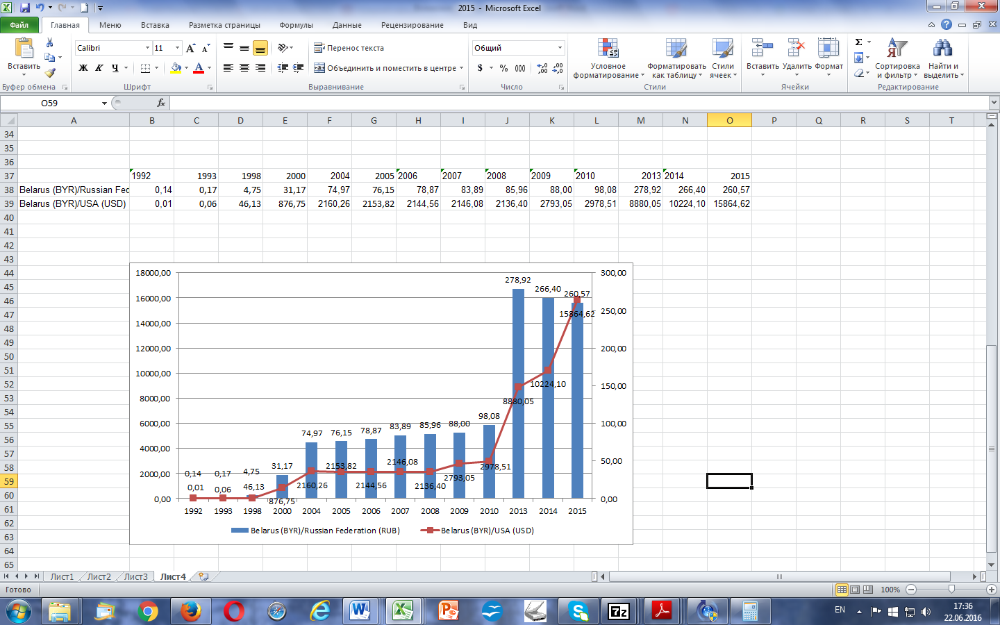 2015 - Microsoft Excel
Файл Главная Меню Вставка Разметка страницы Формулы Данные Рецензирование Вид
Calibri 11 Перенос текста Общий
Вставить Ж К Ч Объединить и поместить в центре $ % 000 Условное форматирование Форматировать как таблицу Стили ячеек Вставить Удалить Формат Σ Сортировка и фильтр Найти и выделить
Буфер обмена Шрифт Выравнивание Число Стили Ячейки Редактирование
O59 fx
A B C D E F G H I J K L M N O P Q R S T
34
35
36
37 1992 1993 1998 2000 2004 2005 2006 2007 2008 2009 2010 2013 2014 2015
38 Belarus (BYR)/Russian Fed 0,14 0,17 4,75 31,17 74,97 76,15 78,87 83,89 85,96 88,00 98,08 278,92 266,40 260,57
39 Belarus (BYR)/USA (USD) 0,01 0,06 46,13 876,75 2160,26 2153,82 2144,56 2146,08 2136,40 2793,05 2978,51 8880,05 10224,10 15864,62
40
41
42
43
44
45
46
47
48
49
50
51
52
53
54
55
56
57
58
59
60
61
62
63
64
65
18000,00
16000,00
14000,00
12000,00
10000,00
8000,00
6000,00
4000,00
2000,00
0,00
300,00
250,00
200,00
150,00
100,00
50,00
0,00
0,14 0,17 4,75 31,17 74,97 76,15 78,87 83,89 85,96 88,00 98,08 278,92 266,40 260,57
0,01 0,06 46,13 876,75 2160,26 2153,82 2144,56 2146,08 2136,40 2793,05 2978,51 8880,05 10224,10 15864,62
1992 1993 1998 2000 2004 2005 2006 2007 2008 2009 2010 2013 2014 2015
Belarus (BYR)/Russian Federation (RUB) Belarus (BYR)/USA (USD)
Лист1 Лист2 Лист3 Лист4
Готово 100%
EN 17:36
22.06.2016
7z